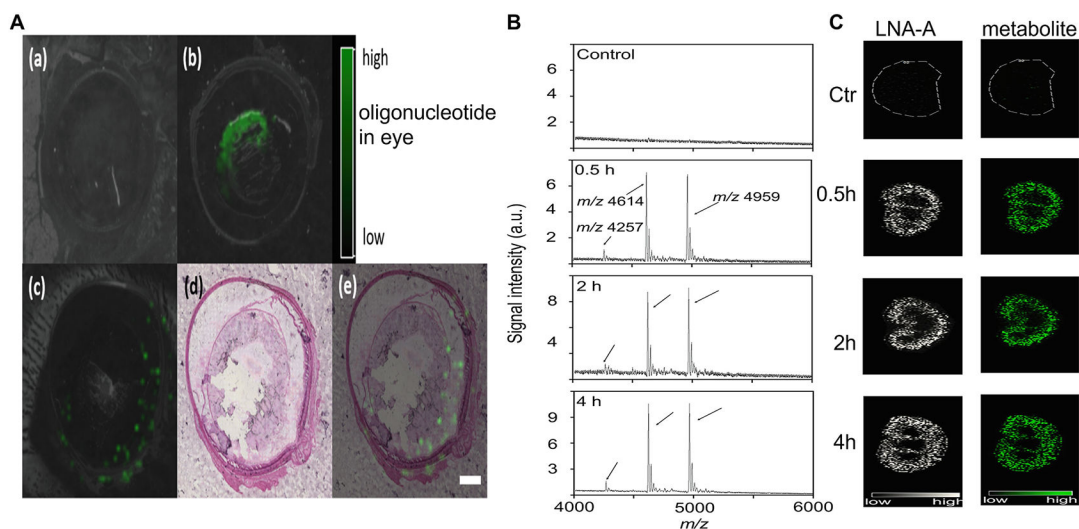 A
(a)
(b)
high
oligonucleotide
in eye
low
(c)
(d)
(e)
B
Signal intensity (a.u.)
Control
6
4
2
0.5 h
m/z 4614
m/z 4959
m/z 4257
6
4
2
2 h
8
4
4 h
9
6
3
4000
5000
6000
m/z
C
LNA-A
metabolite
Ctr
0.5h
2h
4h
low
high
low
high